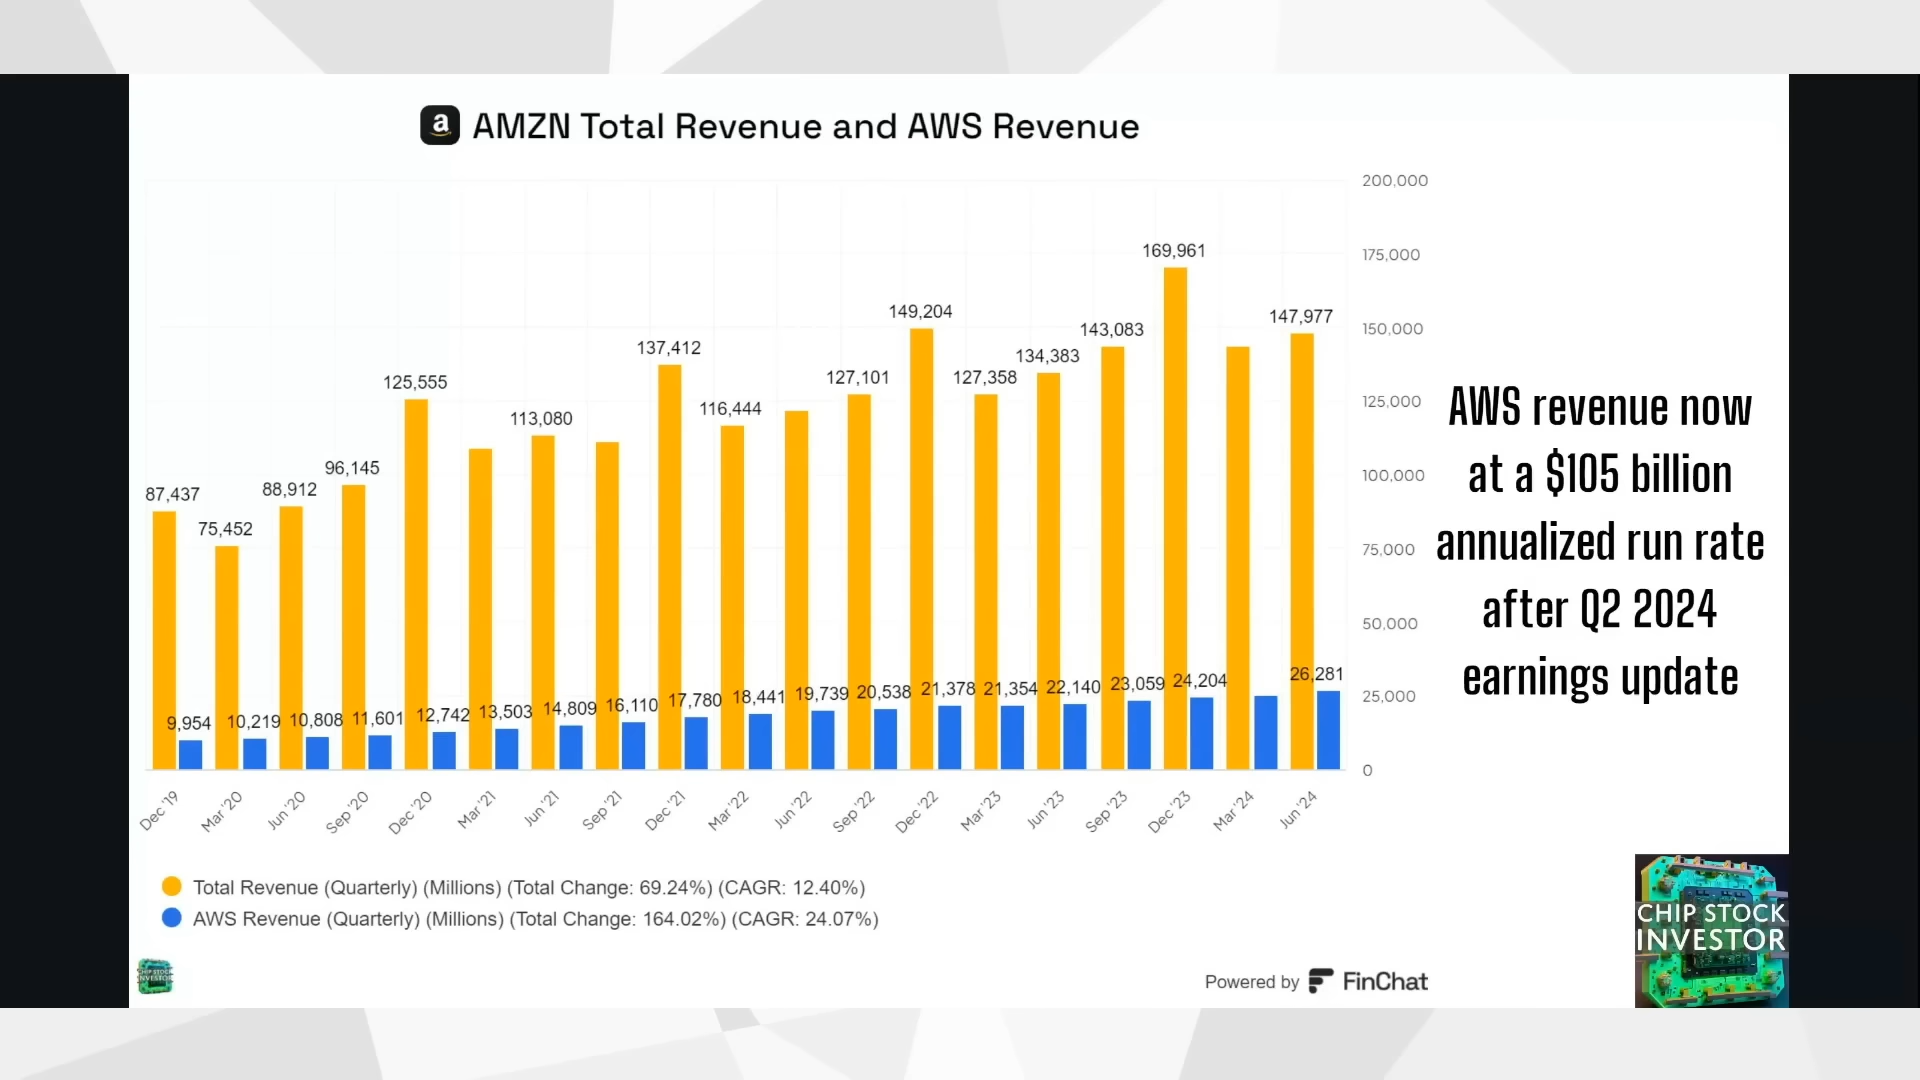 a AMZN Total Revenue and AWS Revenue
200,000
175,000
150,000
125,000
100,000
75,000
50,000
25,000
0
87,437
75,452
88,912
96,145
125,555
113,080
137,412
116,444
127,101
149,204
127,358
134,383
143,083
169,961
147,977
9,954
10,219
10,808
11,601
12,742
13,503
14,809
16,110
17,780
18,441
19,739
20,538
21,378
21,354
22,140
23,059
24,204
26,281
Dec '19
Mar '20
Jun '20
Sep '20
Dec '20
Mar '21
Jun '21
Sep '21
Dec '21
Mar '22
Jun '22
Sep '22
Dec '22
Mar '23
Jun '23
Sep '23
Dec '23
Mar '24
Jun '24
Total Revenue (Quarterly) (Millions) (Total Change: 69.24%) (CAGR: 12.40%)
AWS Revenue (Quarterly) (Millions) (Total Change: 164.02%) (CAGR: 24.07%)
AWS revenue now
at a $105 billion
annualized run rate
after Q2 2024
earnings update
CHIP STOCK
INVESTOR
Powered by FinChat
CHIP STOCK
INVESTOR